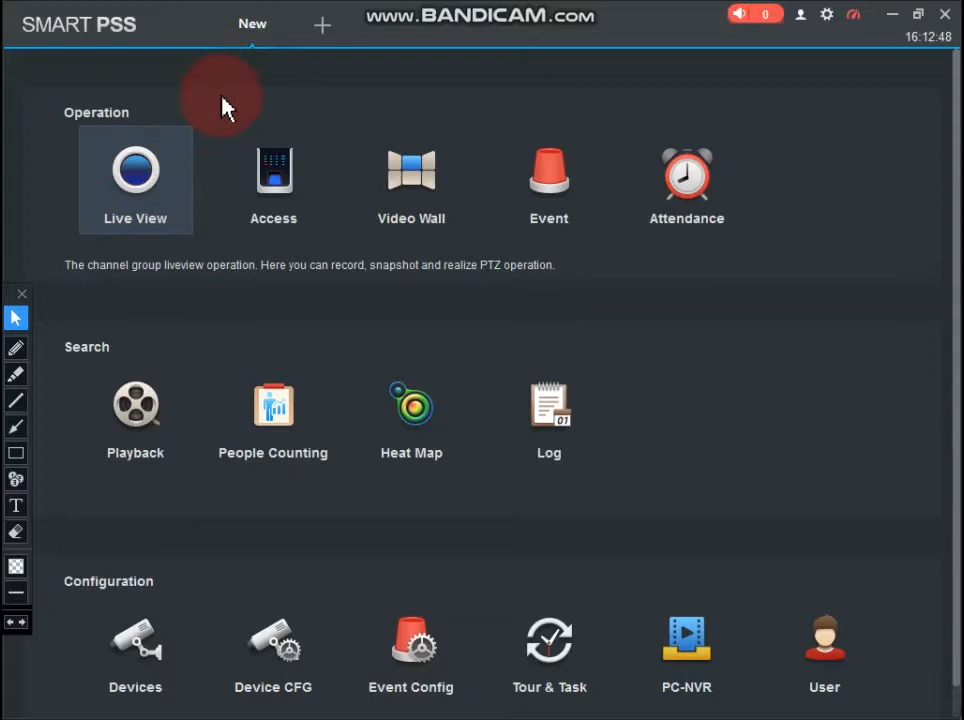 SMART PSS
New
www.BANDICAM.com
0
16:12:48
Operation
Live View
Access
Video Wall
Event
Attendance
The channel group liveview operation. Here you can record, snapshot and realize PTZ operation.
Search
Playback
People Counting
Heat Map
01
Log
T
Configuration
Devices
Device CFG
Event Config
Tour & Task
PC-NVR
User